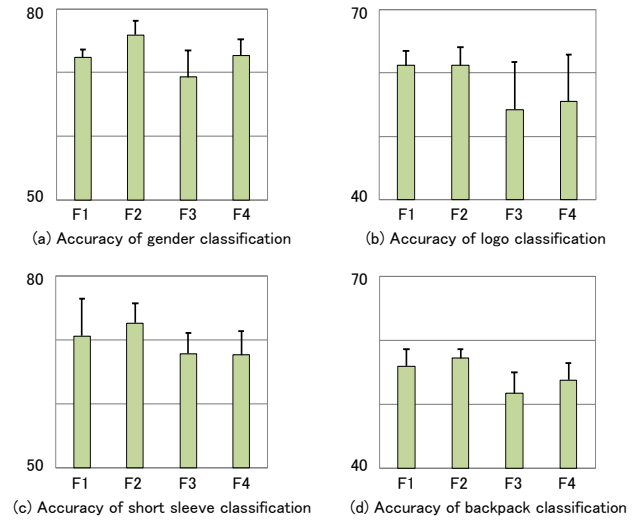 80
50
F1 F2 F3 F4
(a) Accuracy of gender classification
70
40
F1 F2 F3 F4
(b) Accuracy of logo classification
80
50
F1 F2 F3 F4
(c) Accuracy of short sleeve classification
70
40
F1 F2 F3 F4
(d) Accuracy of backpack classification